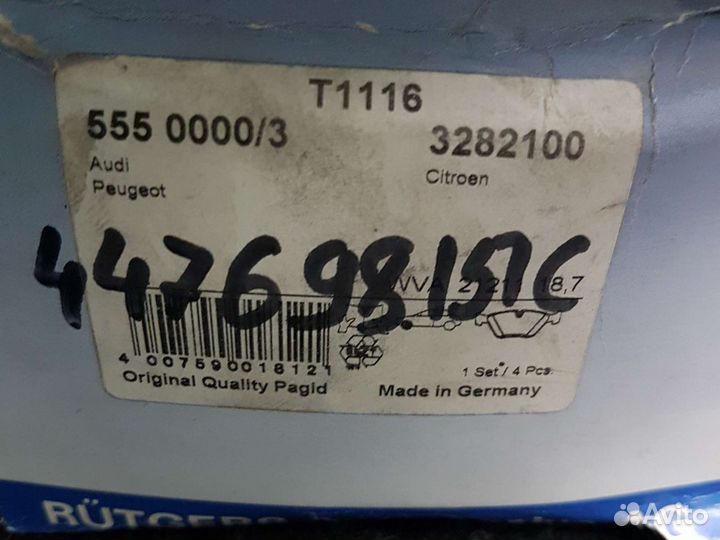 T1116
555 0000/3 3282100
Audi Citroen
Peugeot
447698151C
WVA 21211 18,7
4 007590 018121
1 Set / 4 Pcs.
Original Quality Pagid Made in Germany
Avito